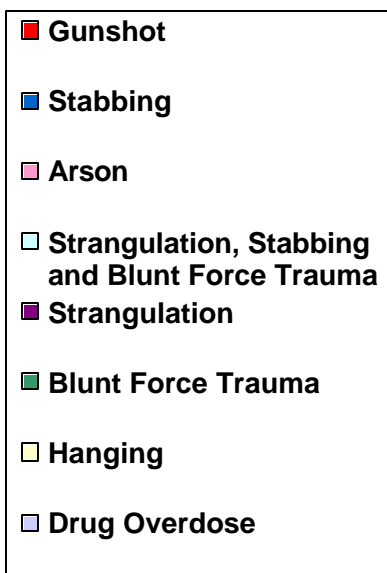 Gunshot
Stabbing
Arson
Strangulation, Stabbing
and Blunt Force Trauma
Strangulation
Blunt Force Trauma
Hanging
Drug Overdose